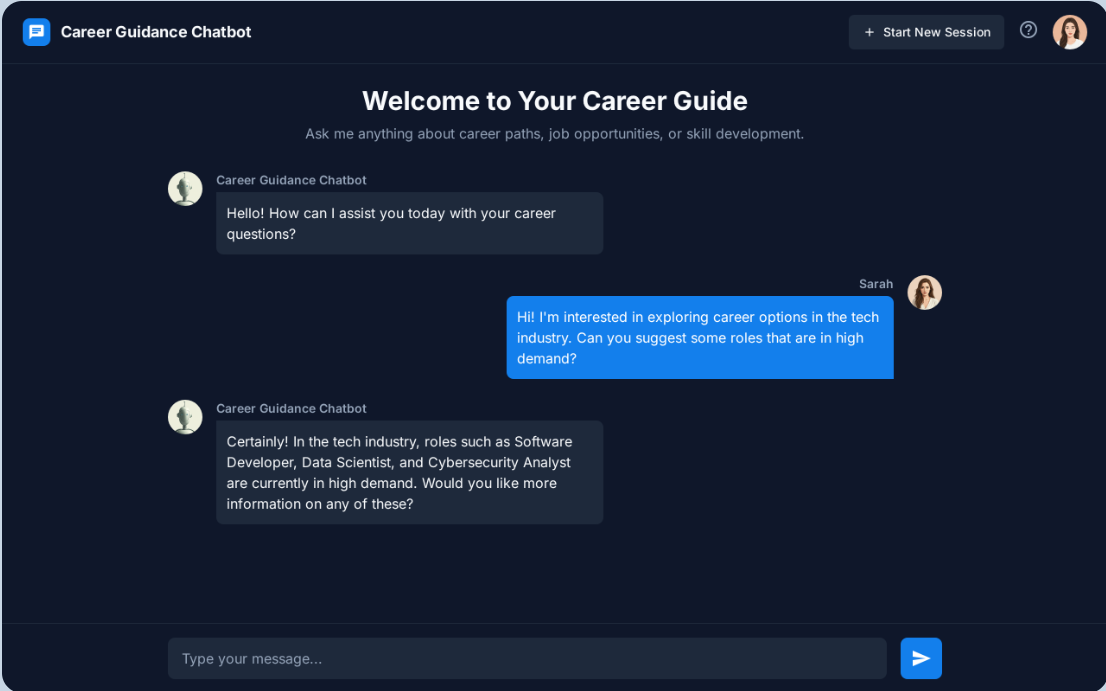 Career Guidance Chatbot
Start New Session
Welcome to Your Career Guide
Ask me anything about career paths, job opportunities, or skill development.
Career Guidance Chatbot
Hello! How can I assist you today with your career
questions?
Sarah
Hi! I'm interested in exploring career options in the tech
industry. Can you suggest some roles that are in high
demand?
Career Guidance Chatbot
Certainly! In the tech industry, roles such as Software
Developer, Data Scientist, and Cybersecurity Analyst
are currently in high demand. Would you like more
information on any of these?
Type your message...